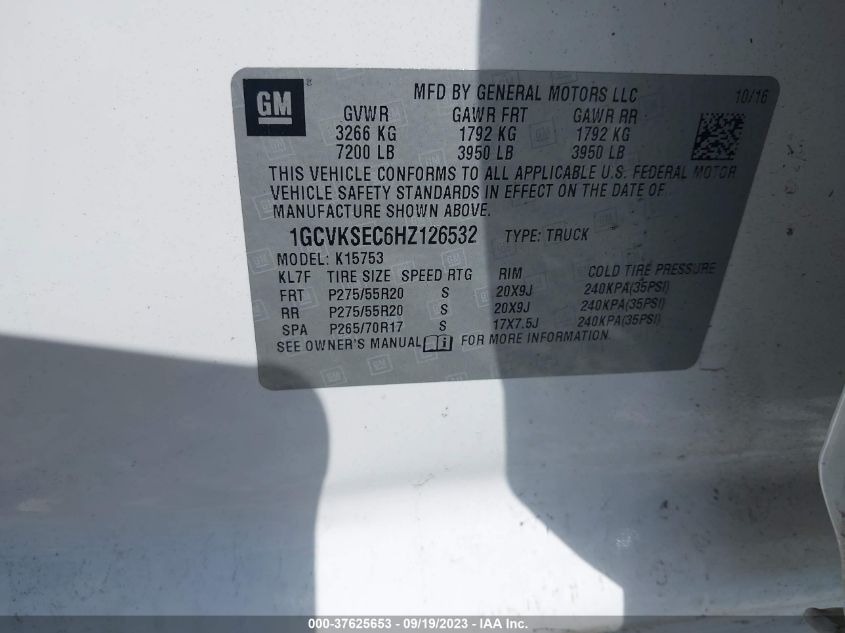 GM ®
MFD BY GENERAL MOTORS LLC 10/16
GVWR GAWR FRT GAWR RR
3266 KG 1792 KG 1792 KG
7200 LB 3950 LB 3950 LB
THIS VEHICLE CONFORMS TO ALL APPLICABLE U.S. FEDERAL MOTOR
VEHICLE SAFETY STANDARDS IN EFFECT ON THE DATE OF
MANUFACTURE SHOWN ABOVE.
1GCVKSEC6HZ126532 TYPE: TRUCK
MODEL: K15753
KL7F TIRE SIZE SPEED RTG RIM COLD TIRE PRESSURE
FRT P275/55R20 S 20X9J 240KPA(35PSI)
RR P275/55R20 S 20X9J 240KPA(35PSI)
SPA P265/70R17 S 17X7.5J 240KPA(35PSI)
SEE OWNER'S MANUAL FOR MORE INFORMATION.
000-37625653 - 09/19/2023 - IAA Inc.